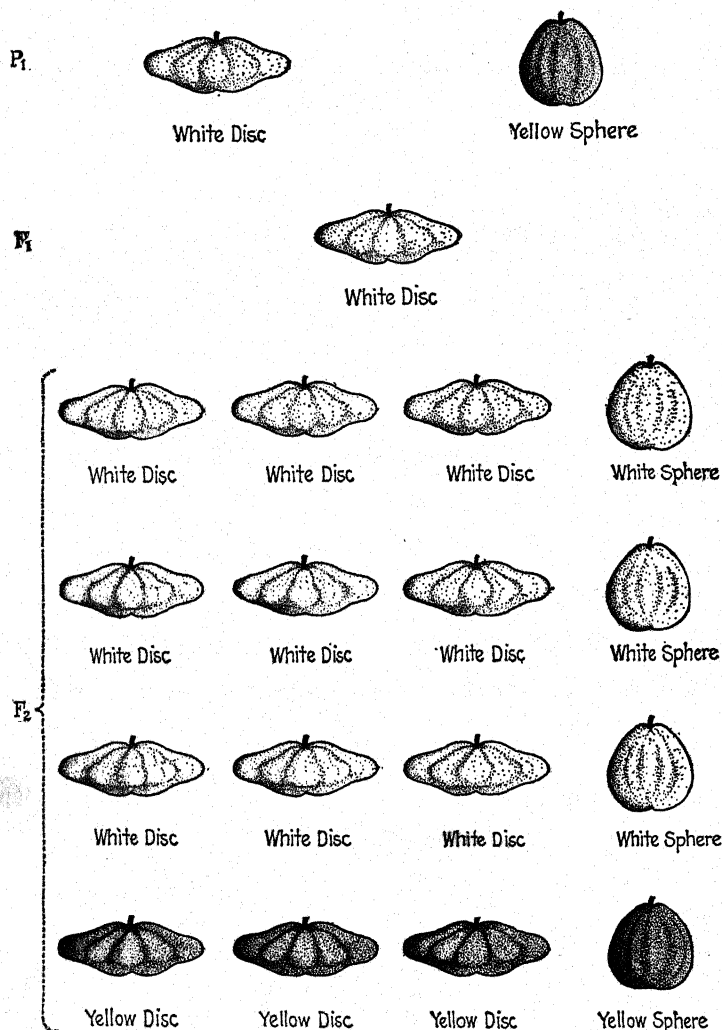 P1.
White Disc Yellow Sphere
F1
White Disc
White Disc White Disc White Disc White Sphere
White Disc White Disc White Disc White Sphere
F2
White Disc White Disc White Disc White Sphere
Yellow Disc Yellow Disc Yellow Disc Yellow Sphere